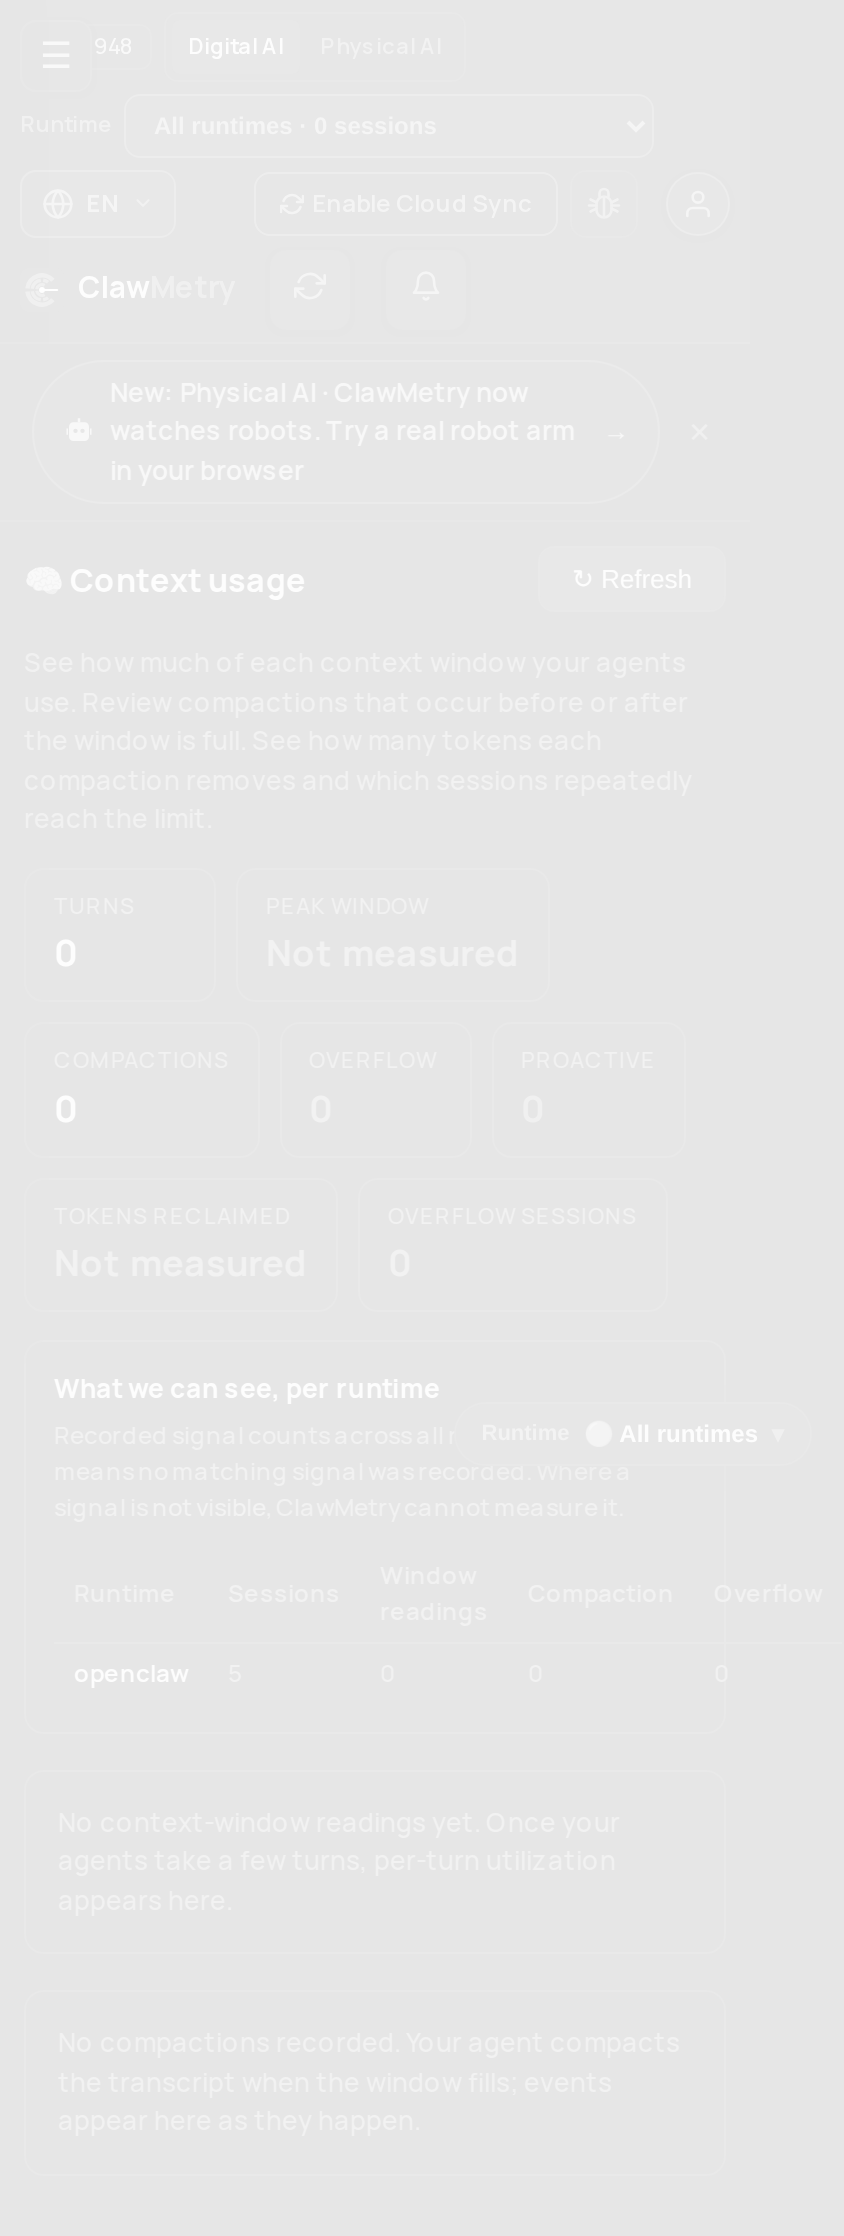 948
Digital AI
Physical AI
Runtime
All runtimes · 0 sessions
EN
Enable Cloud Sync
ClawMetry
New: Physical AI · ClawMetry now
watches robots. Try a real robot arm →
in your browser
Context usage
↻ Refresh
See how much of each context window your agents
use. Review compactions that occur before or after
the window is full. See how many tokens each
compaction removes and which sessions repeatedly
reach the limit.
TURNS
0
PEAK WINDOW
Not measured
COMPACTIONS
0
OVERFLOW
0
PROACTIVE
0
TOKENS RECLAIMED
Not measured
OVERFLOW SESSIONS
0
What we can see, per runtime
Recorded signal counts across all
Runtime All runtimes ▾
means no matching signal was recorded. Where a
signal is not visible, ClawMetry cannot measure it.
Runtime Sessions Window readings Compaction Overflow
openclaw 5 0 0 0
No context-window readings yet. Once your
agents take a few turns, per-turn utilization
appears here.
No compactions recorded. Your agent compacts
the transcript when the window fills; events
appear here as they happen.